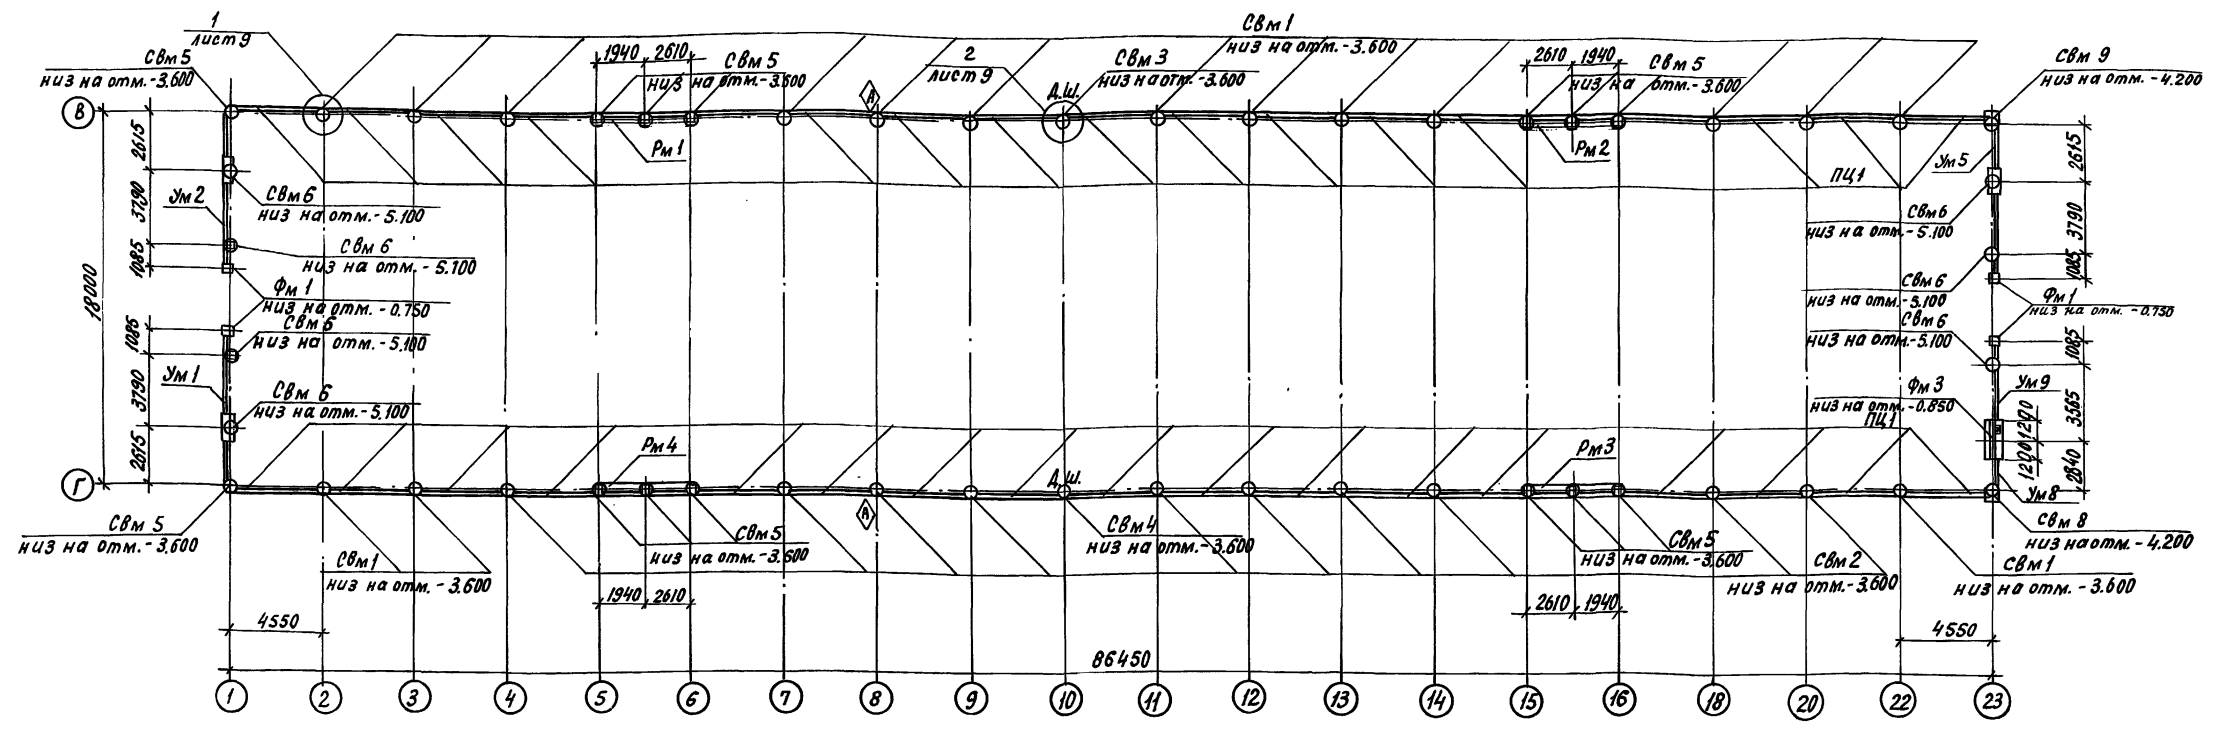 1
лист 9
Свм 5
низ на отм. -3.600
1940
2610
Свм 5
низ на отм. -3.600
2
лист 9
Свм 3
низ на отм. -3.600
Свм 1
низ на отм. -3.600
2610
1940
Свм 5
низ на отм. -3.600
Свм 9
низ на отм. -4.200
В
А
Д.Ш.
Рм 1
Рм 2
ПЦ1
Ум 5
2615
3790
1085
18000
1085
3790
2615
Ум 2
Свм 6
низ на отм. -5.100
Свм 6
низ на отм. -5.100
Фм 1
низ на отм. -0.750
Свм 6
низ на отм. -5.100
Ум 1
Свм 6
низ на отм. -5.100
Свм 6
низ на отм. -5.100
Свм 6
низ на отм. -5.100
Фм 1
низ на отм. -0.750
Свм 6
низ на отм. -5.100
Фм 3
низ на отм. -0.850
ПЦ1
Ум 9
2615
3790
1085
1085
3565
1290
1200
2840
Ум 8
Г
Рм 4
Д.Ш.
Рм 3
А
Свм 5
низ на отм. -3.600
Свм 1
низ на отм. -3.600
Свм 5
низ на отм. -3.600
Свм 4
низ на отм. -3.600
Свм 5
низ на отм. -3.600
Свм 2
низ на отм. -3.600
Свм 8
низ на отм. -4.200
Свм 1
низ на отм. -3.600
1940
2610
2610
1940
4550
4550
86450
1 2 3 4 5 6 7 8 9 10 11 12 13 14 15 16 18 20 22 23